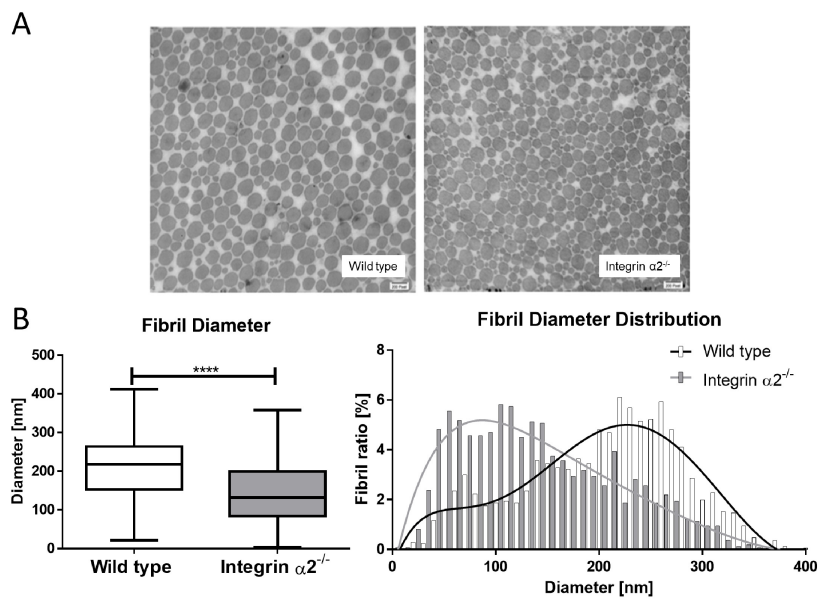 A
Wild type
Integrin α2-/-
B
Fibril Diameter
Fibril Diameter Distribution
500
400
300
200
100
0
Diameter [nm]
****
Wild type
Integrin α2-/-
8
6
4
2
0
Fibril ratio [%]
Wild type
Integrin α2-/-
0
100
200
300
400
Diameter [nm]